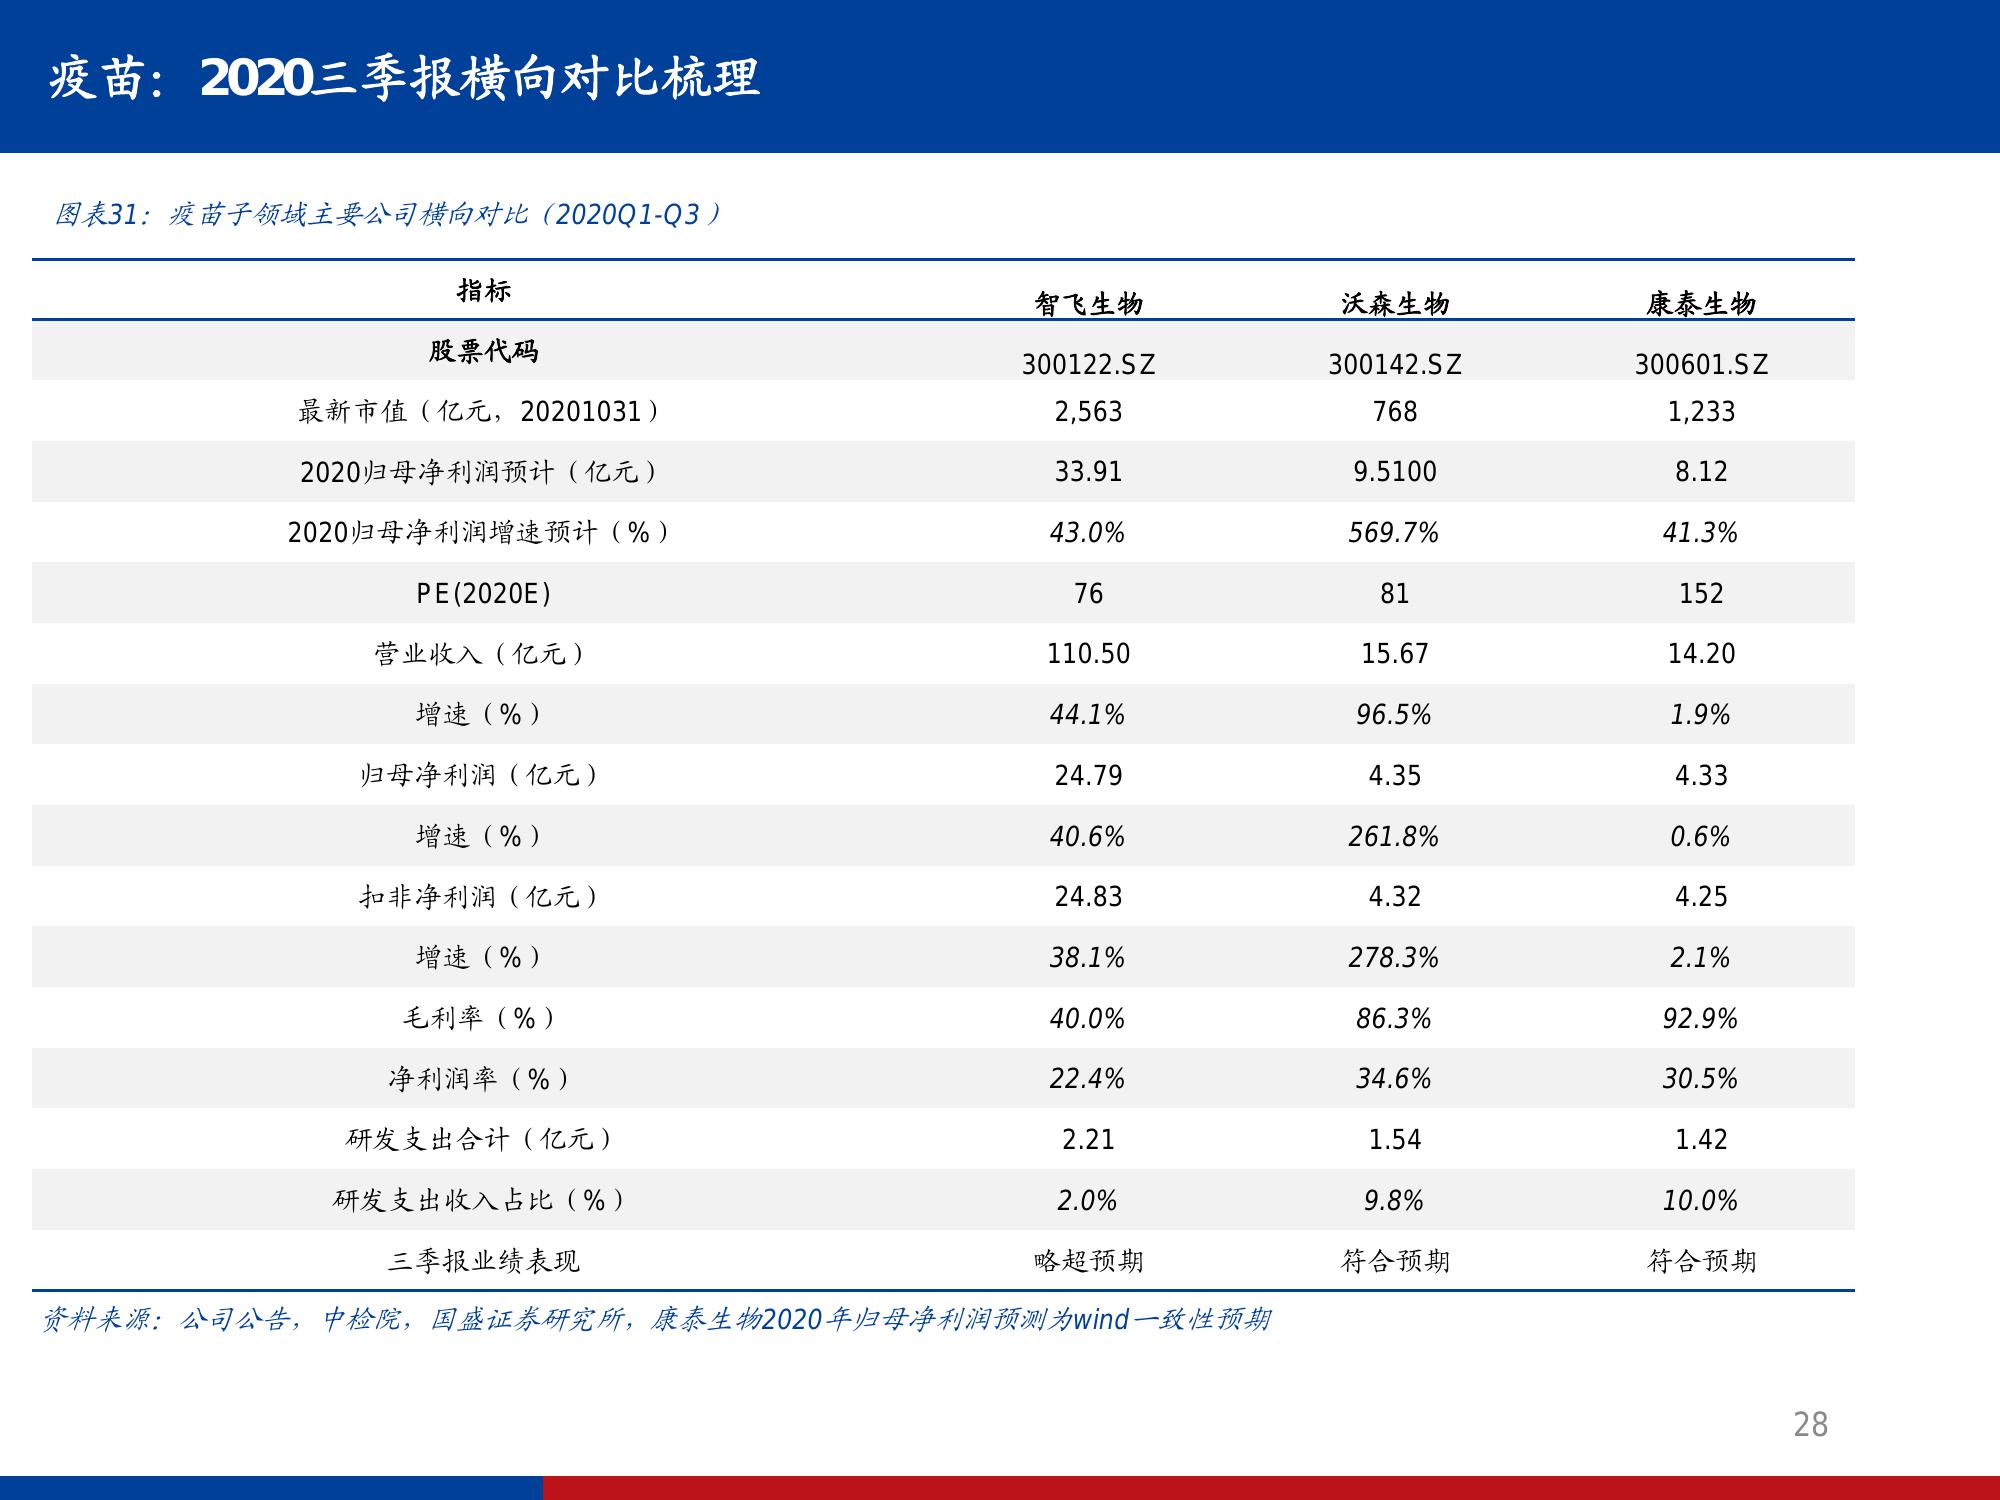 疫苗：2020三季报横向对比梳理
图表31：疫苗子领域主要公司横向对比（2020Q1-Q3）
指标 智飞生物 沃森生物 康泰生物
股票代码 300122.SZ 300142.SZ 300601.SZ
最新市值（亿元，20201031） 2,563 768 1,233
2020归母净利润预计（亿元） 33.91 9.5100 8.12
2020归母净利润增速预计（%） 43.0% 569.7% 41.3%
PE(2020E) 76 81 152
营业收入（亿元） 110.50 15.67 14.20
增速（%） 44.1% 96.5% 1.9%
归母净利润（亿元） 24.79 4.35 4.33
增速（%） 40.6% 261.8% 0.6%
扣非净利润（亿元） 24.83 4.32 4.25
增速（%） 38.1% 278.3% 2.1%
毛利率（%） 40.0% 86.3% 92.9%
净利润率（%） 22.4% 34.6% 30.5%
研发支出合计（亿元） 2.21 1.54 1.42
研发支出收入占比（%） 2.0% 9.8% 10.0%
三季报业绩表现 略超预期 符合预期 符合预期
资料来源：公司公告，中检院，国盛证券研究所，康泰生物2020年归母净利润预测为wind一致性预期
28